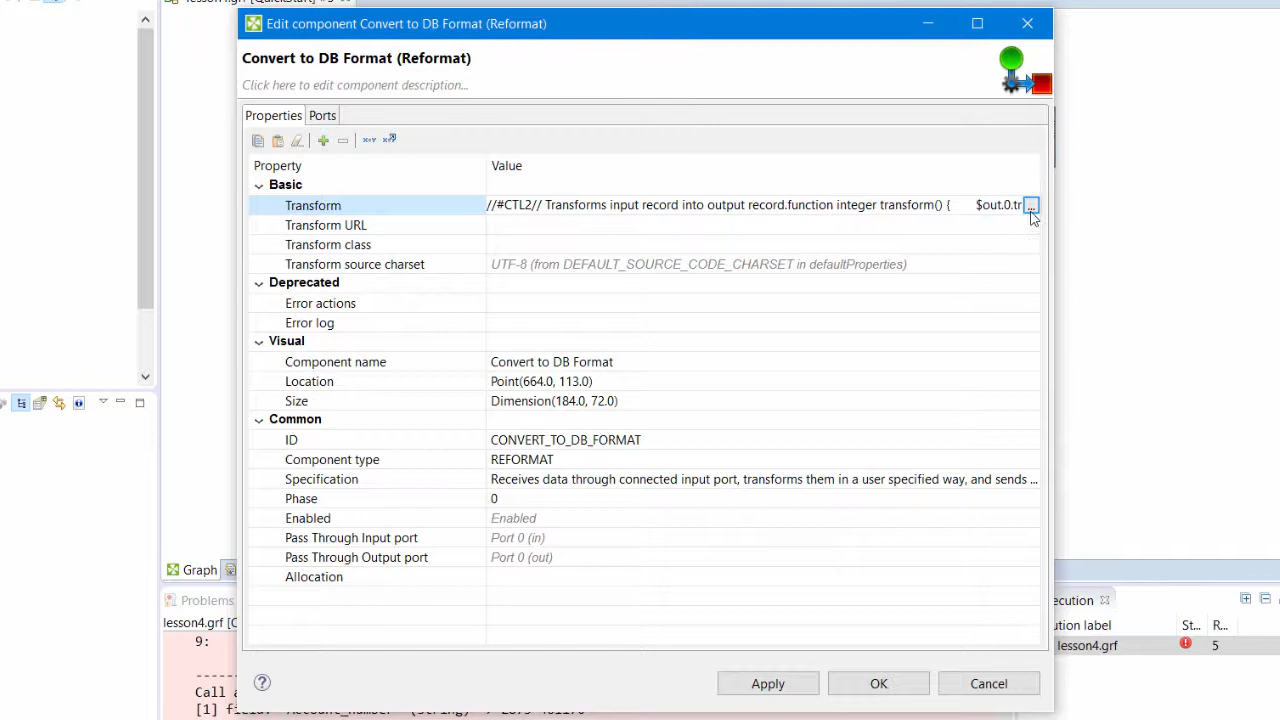 Edit component Convert to DB Format (Reformat)
Convert to DB Format (Reformat)
Click here to edit component description...
Properties
Ports
Property Value
Basic
Transform //#CTL2// Transforms input record into output record.function integer transform() { $out.0.tr ...
Transform URL
Transform class
Transform source charset UTF-8 (from DEFAULT_SOURCE_CODE_CHARSET in defaultProperties)
Deprecated
Error actions
Error log
Visual
Component name Convert to DB Format
Location Point(664.0, 113.0)
Size Dimension(184.0, 72.0)
Common
ID CONVERT_TO_DB_FORMAT
Component type REFORMAT
Specification Receives data through connected input port, transforms them in a user specified way, and sends ...
Phase 0
Enabled Enabled
Pass Through Input port Port 0 (in)
Pass Through Output port Port 0 (out)
Allocation
Graph
Problems
lesson4.grf [
9:
Call
[1] field:
ecution
ution label St... R...
lesson4.grf 5
Apply
OK
Cancel